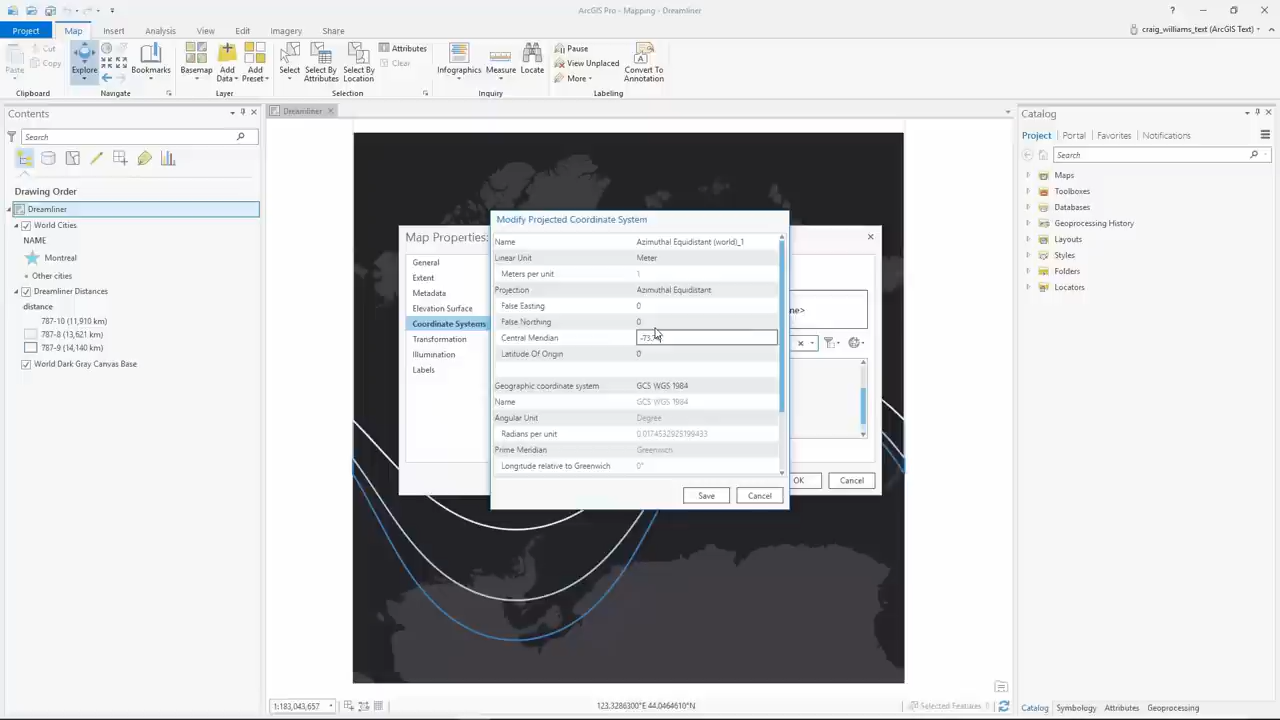 ArcGIS Pro - Mapping - Dreamliner
Project Map Insert Analysis View Edit Imagery Share
craig_williams_text (ArcGIS Text)
Paste
Cut
Copy
Clipboard
Explore
Bookmarks
Navigate
Basemap
Add Data
Add Preset
Layer
Select
Select By Attributes
Select By Location
Attributes
Clear
Selection
Infographics
Measure
Locate
Inquiry
Pause
View Unplaced
More
Convert To Annotation
Labeling
Contents
Search
Drawing Order
Dreamliner
World Cities
NAME
Montreal
Other cities
Dreamliner Distances
distance
787-10 (11,910 km)
787-8 (13,621 km)
787-9 (14,140 km)
World Dark Gray Canvas Base
Dreamliner
Map Properties:
General
Extent
Metadata
Elevation Surface
Coordinate Systems
Transformation
Illumination
Labels
ne>
OK Cancel
Modify Projected Coordinate System
Name Azimuthal Equidistant (world)_1
Linear Unit Meter
Meters per unit 1
Projection Azimuthal Equidistant
False Easting 0
False Northing 0
Central Meridian
Latitude Of Origin 0
Geographic coordinate system GCS WGS 1984
Name GCS WGS 1984
Angular Unit Degree
Radians per unit 0.0174532925199433
Prime Meridian Greenwich
Longitude relative to Greenwich 0°
Save Cancel
1:183,043,657
123.3286300°E 44.0464610°N
Selected Features: 0
Catalog
Project Portal Favorites Notifications
Search
Maps
Toolboxes
Databases
Geoprocessing History
Layouts
Styles
Folders
Locators
Catalog Symbology Attributes Geoprocessing